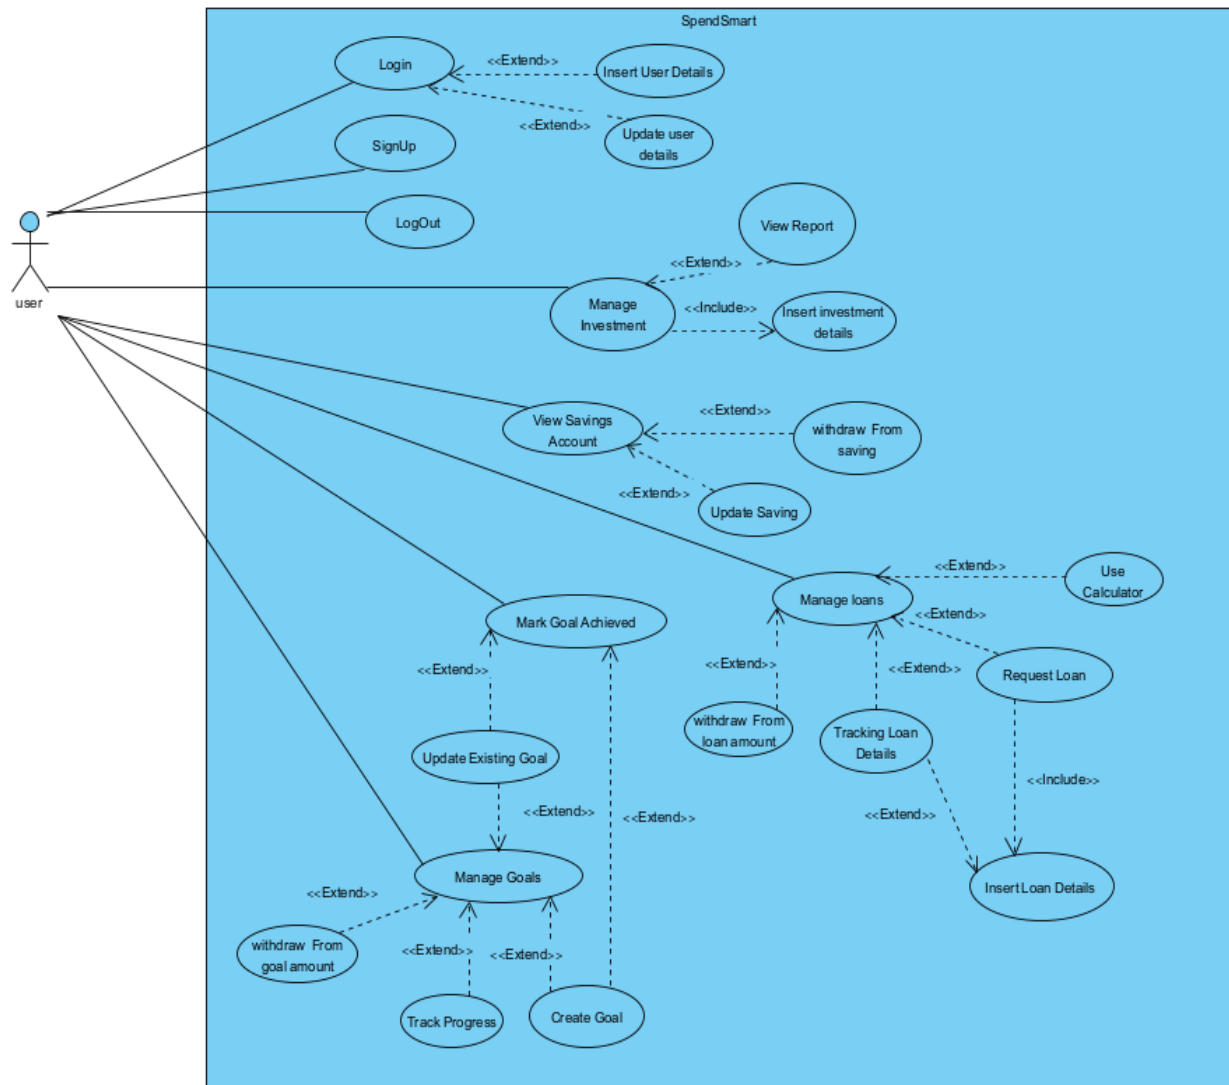 SpendSmart
Login
<<Extend>>
Insert User Details
<<Extend>>
Update user
details
SignUp
LogOut
user
View Report
<<Extend>>
Manage
Investment
<<Include>>
Insert investment
details
View Savings
Account
<<Extend>>
withdraw From
saving
<<Extend>>
Update Saving
Manage loans
<<Extend>>
Use
Calculator
<<Extend>>
Request Loan
<<Extend>>
<<Extend>>
withdraw From
loan amount
Tracking Loan
Details
<<Include>>
<<Extend>>
Insert Loan Details
Mark Goal Achieved
<<Extend>>
Update Existing Goal
<<Extend>>
<<Extend>>
Manage Goals
<<Extend>>
withdraw From
goal amount
<<Extend>>
<<Extend>>
Track Progress
Create Goal